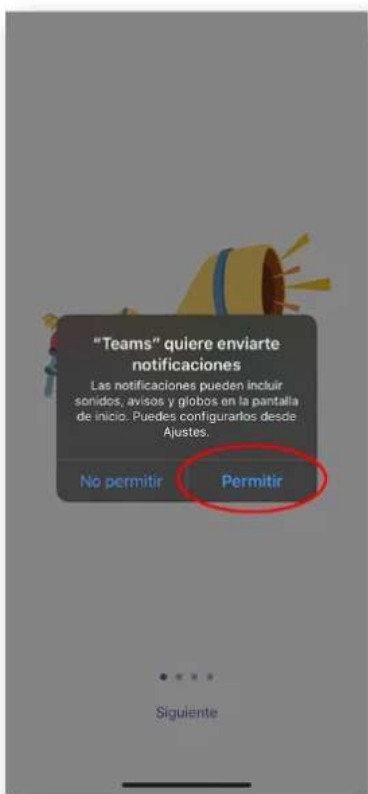 "Teams" quiere enviarte
notificaciones
Las notificaciones pueden incluir
sonidos, avisos y globos en la pantalla
de inicio. Puedes configurarlos desde
Ajustes.
No permitir
Permitir
Siguiente